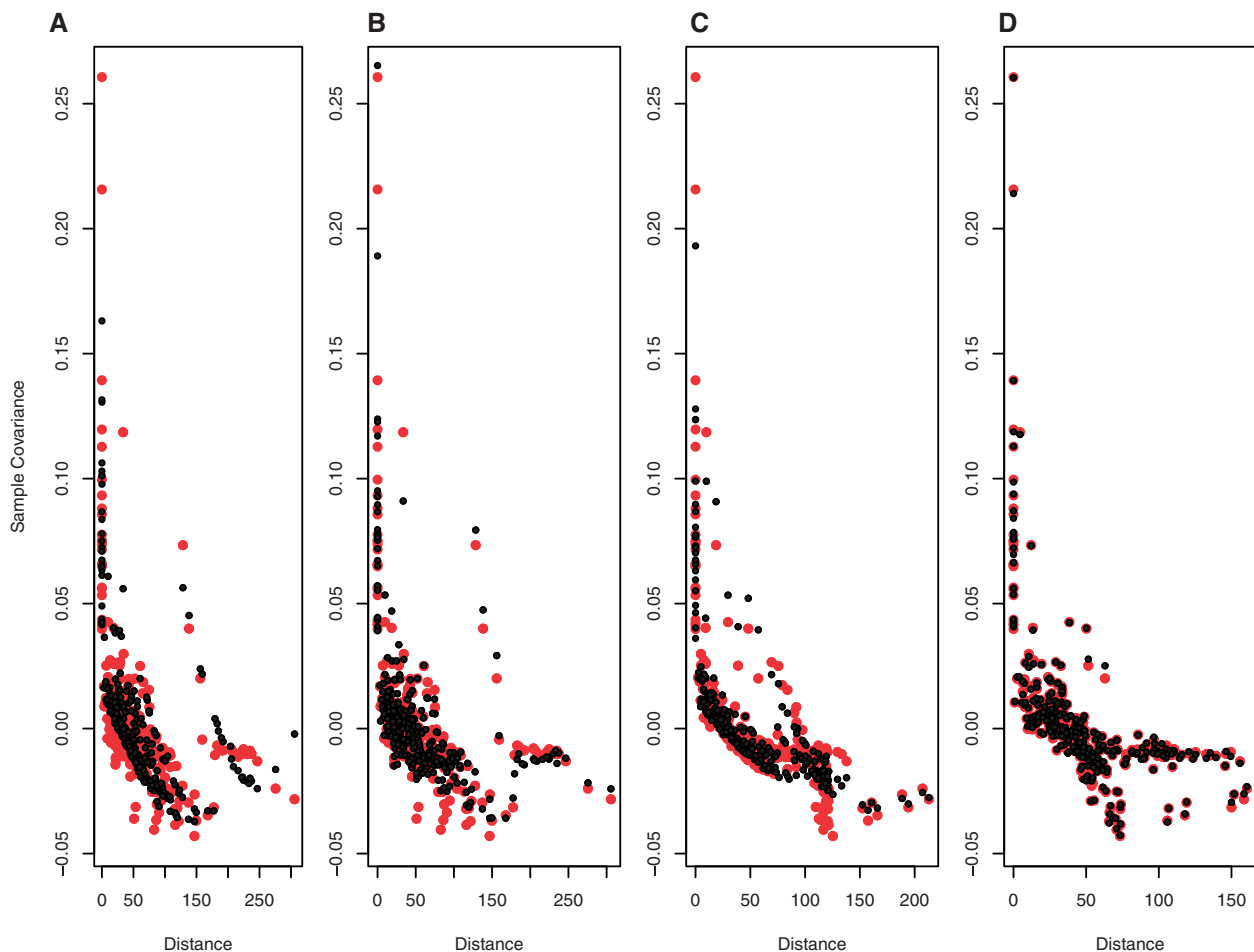 A B C D
Sample Covariance
0.25 0.25 0.25 0.25
0.20 0.20 0.20 0.20
0.15 0.15 0.15 0.15
0.10 0.10 0.10 0.10
0.05 0.05 0.05 0.05
0.00 0.00 0.00 0.00
−0.05 −0.05 −0.05 −0.05
0 50 150 250 0 50 150 250 0 50 100 150 200 0 50 100 150
Distance Distance Distance Distance